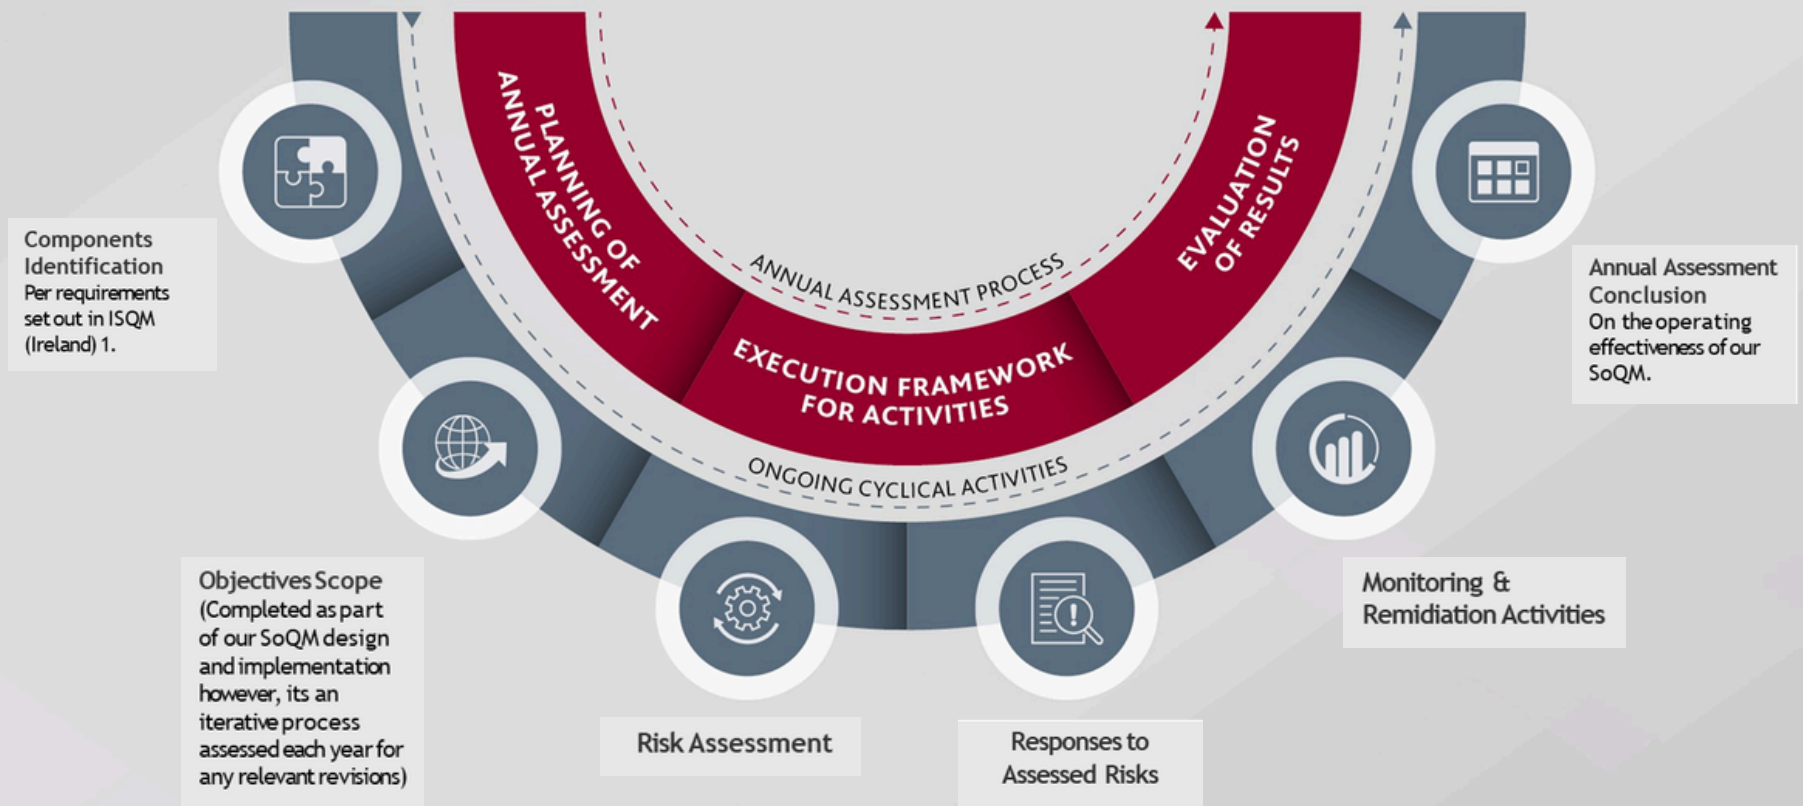 PLANNING OF
ANNUAL ASSESSMENT
EVALUATION
OF RESULTS
ANNUAL ASSESSMENT PROCESS
EXECUTION FRAMEWORK
FOR ACTIVITIES
ONGOING CYCLICAL ACTIVITIES
Components
Identification
Per requirements
set out in ISQM
(Ireland) 1.
Objectives Scope
(Completed as part
of our SoQM design
and implementation
however, its an
iterative process
assessed each year for
any relevant revisions)
Risk Assessment
Responses to
Assessed Risks
Monitoring &
Remidiation Activities
Annual Assessment
Conclusion
On the operating
effectiveness of our
SoQM.